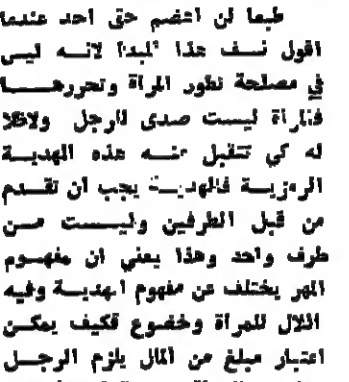 طبعا لن اهضم حق احد عندما
اقول نسف هذا المبدا لانه ليس
في مصلحة تطور المراة وتحررها
فالمراة ليست صدى للرجل ولاظلا
له كي تتقبل منه هذه الهدية
الرمزية فالهدية يجب ان تقدم
من قبل الطرفين وليست من
طرف واحد وهذا يعني ان مفهوم
المهر يختلف عن مفهوم الهدية وفيه
اذلال للمراة وخضوع فكيف يمكن
اعتبار مبلغ من المال يلزم الرجل